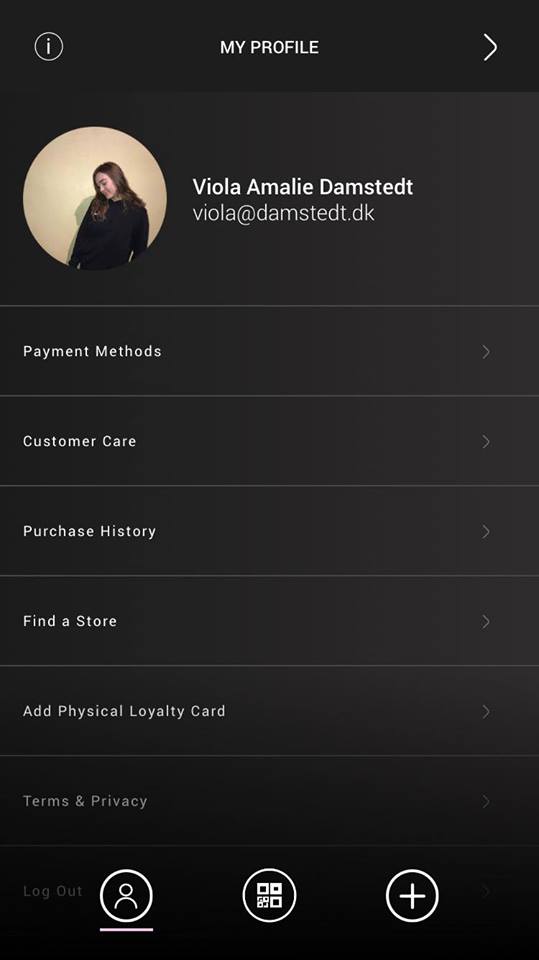 MY PROFILE
Viola Amalie Damstedt
viola@damstedt.dk
Payment Methods
Customer Care
Purchase History
Find a Store
Add Physical Loyalty Card
Terms & Privacy
Log Out